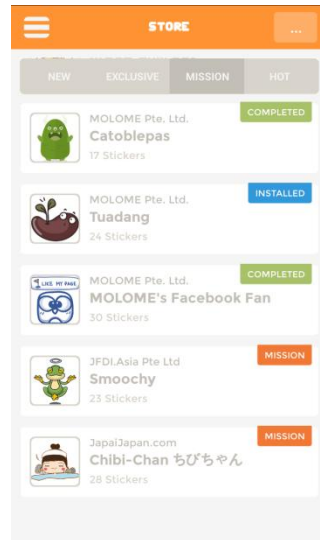 STORE
...
NEW EXCLUSIVE MISSION HOT
COMPLETED
MOLOME Pte. Ltd.
Catoblepas
17 Stickers
INSTALLED
MOLOME Pte. Ltd.
Tuadang
24 Stickers
COMPLETED
I LIKE MY PAGE
MOLOME Pte. Ltd.
MOLOME's Facebook Fan
30 Stickers
MISSION
JFDI.Asia Pte Ltd
Smoochy
23 Stickers
MISSION
JapaiJapan.com
Chibi-Chan ちびちゃん
28 Stickers